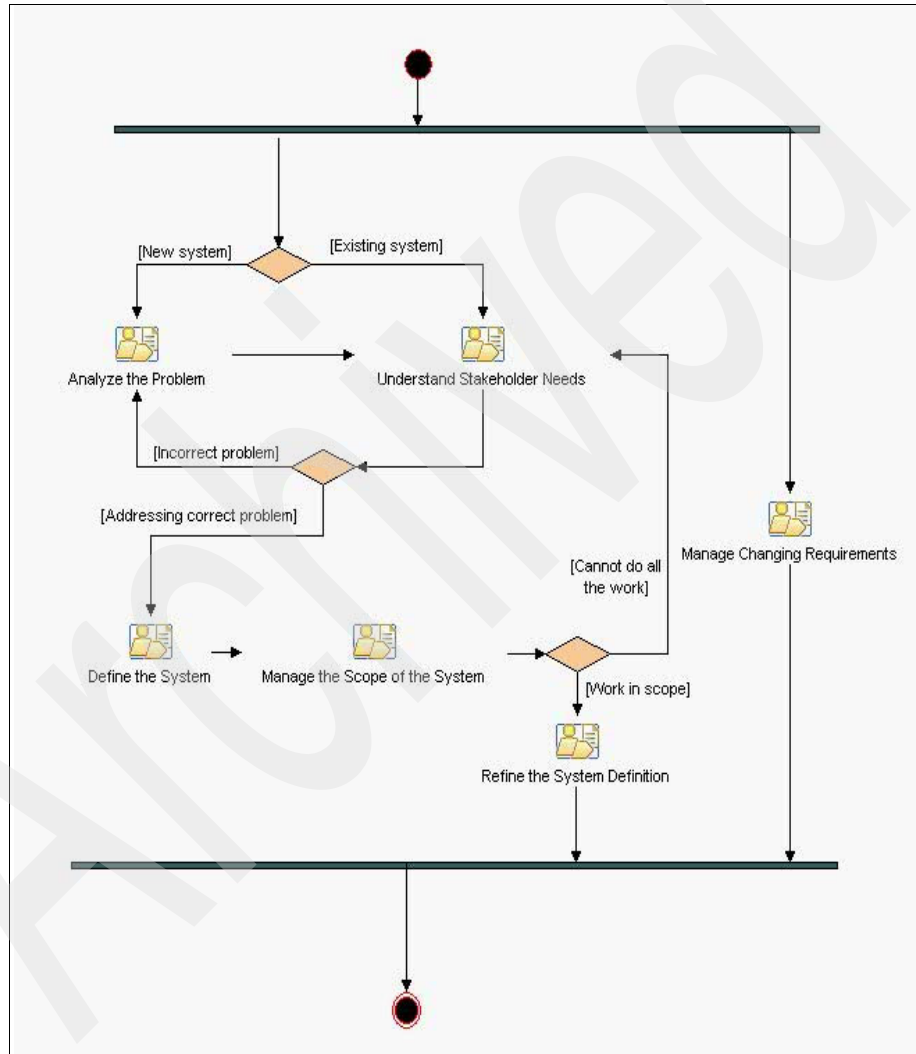 [New system]
[Existing system]
Analyze the Problem
Understand Stakeholder Needs
[Incorrect problem]
[Addressing correct problem]
Manage Changing Requirements
[Cannot do all
the work]
Define the System
Manage the Scope of the System
[Work in scope]
Refine the System Definition
Archived